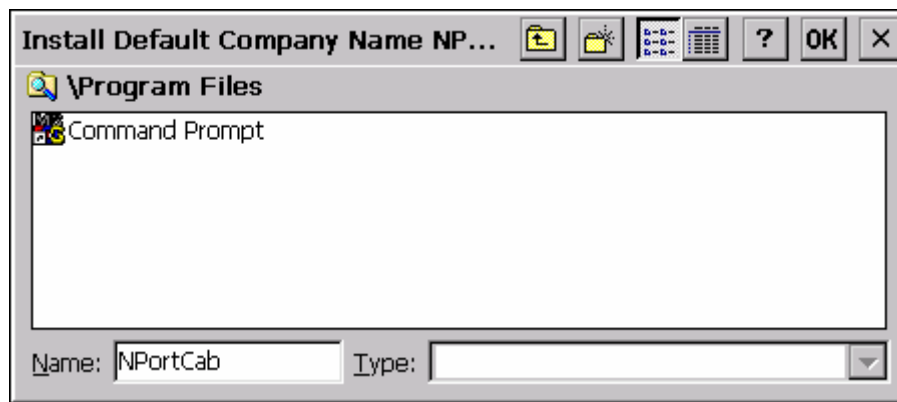 Install Default Company Name NP... ? OK ×
\Program Files
Command Prompt
Name: NPortCab Type: